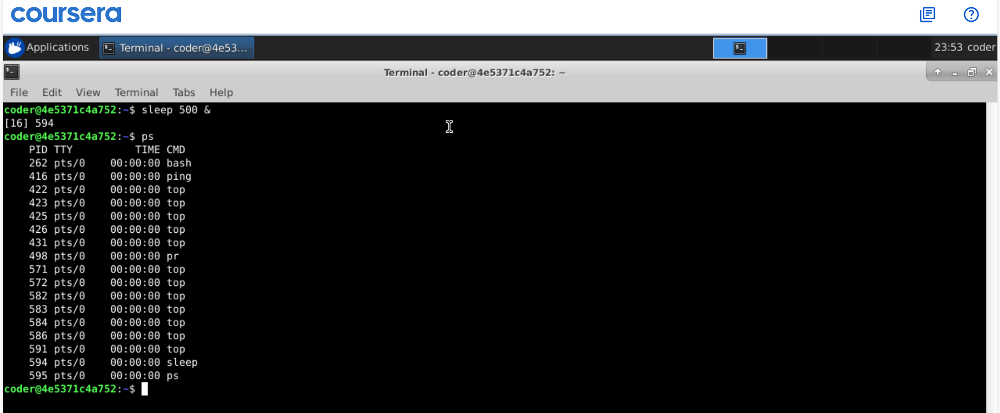 coursera
Applications
Terminal - coder@4e53...
23:53 coder
Terminal - coder@4e5371c4a752: ~
File Edit View Terminal Tabs Help
coder@4e5371c4a752:~$ sleep 500 &
[16] 594
coder@4e5371c4a752:~$ ps
    PID TTY          TIME CMD
    262 pts/0    00:00:00 bash
    416 pts/0    00:00:00 ping
    422 pts/0    00:00:00 top
    423 pts/0    00:00:00 top
    425 pts/0    00:00:00 top
    426 pts/0    00:00:00 top
    431 pts/0    00:00:00 top
    498 pts/0    00:00:00 pr
    571 pts/0    00:00:00 top
    572 pts/0    00:00:00 top
    582 pts/0    00:00:00 top
    583 pts/0    00:00:00 top
    584 pts/0    00:00:00 top
    586 pts/0    00:00:00 top
    591 pts/0    00:00:00 top
    594 pts/0    00:00:00 sleep
    595 pts/0    00:00:00 ps
coder@4e5371c4a752:~$